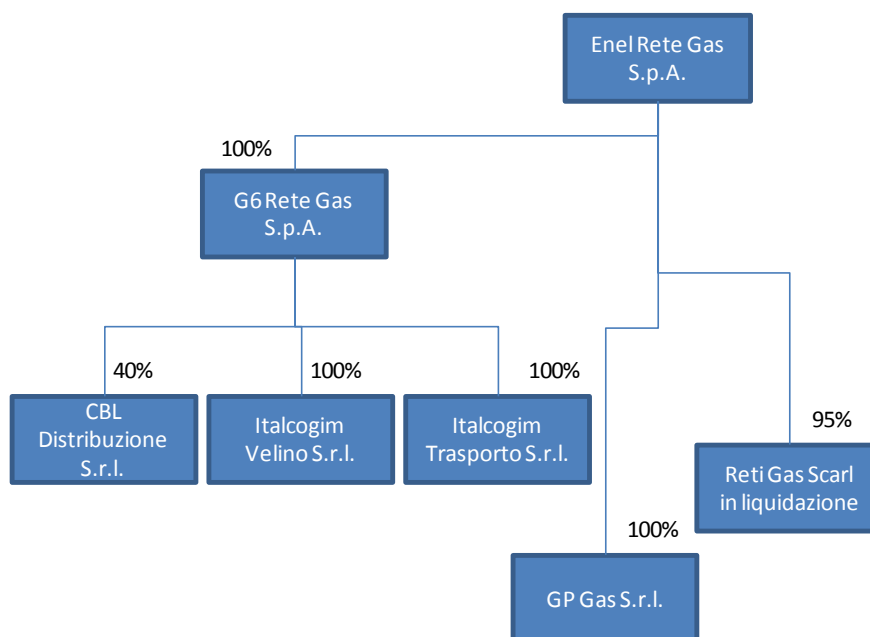 Enel Rete Gas
S.p.A.
100%
G6 Rete Gas
S.p.A.
40%
100%
100%
CBL
Distribuzione
S.r.l.
Italcogim
Velino S.r.l.
Italcogim
Trasporto S.r.l.
95%
Reti Gas Scarl
in liquidazione
100%
GP Gas S.r.l.